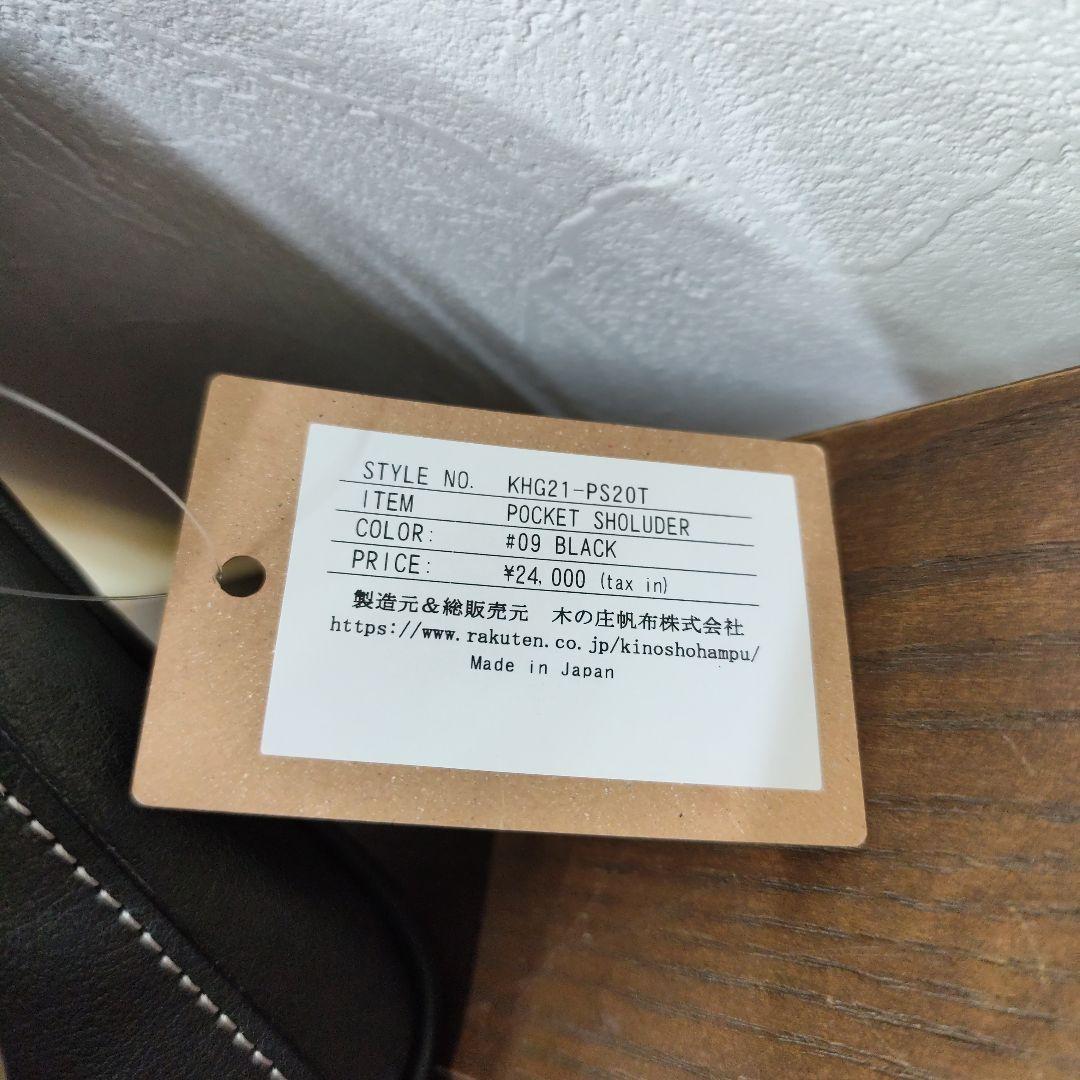 STYLE NO. KHG21-PS20T
ITEM POCKET SHOLUDER
COLOR: #09 BLACK
PRICE: ¥24,000 (tax in)
製造元&総販売元 木の庄帆布株式会社
https://www.rakuten.co.jp/kinoshohampu/
Made in Japan